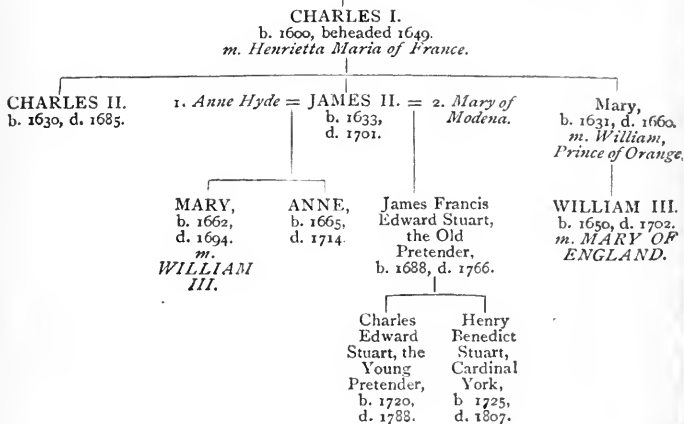 CHARLES I.
b. 1600, beheaded 1649.
m. Henrietta Maria of France.
CHARLES II.
b. 1630, d. 1685.
1. Anne Hyde = JAMES II. = 2. Mary of
Modena.
b. 1633,
d. 1701.
Mary,
b. 1631, d. 1660.
m. William,
Prince of Orange.
MARY,
b. 1662,
d. 1694.
m.
WILLIAM
III.
ANNE,
b. 1665,
d. 1714.
James Francis
Edward Stuart,
the Old
Pretender,
b. 1688, d. 1766.
WILLIAM III.
b. 1650, d. 1702.
m. MARY OF
ENGLAND.
Charles
Edward
Stuart, the
Young
Pretender,
b. 1720,
d. 1788.
Henry
Benedict
Stuart,
Cardinal
York,
b 1725,
d. 1807.